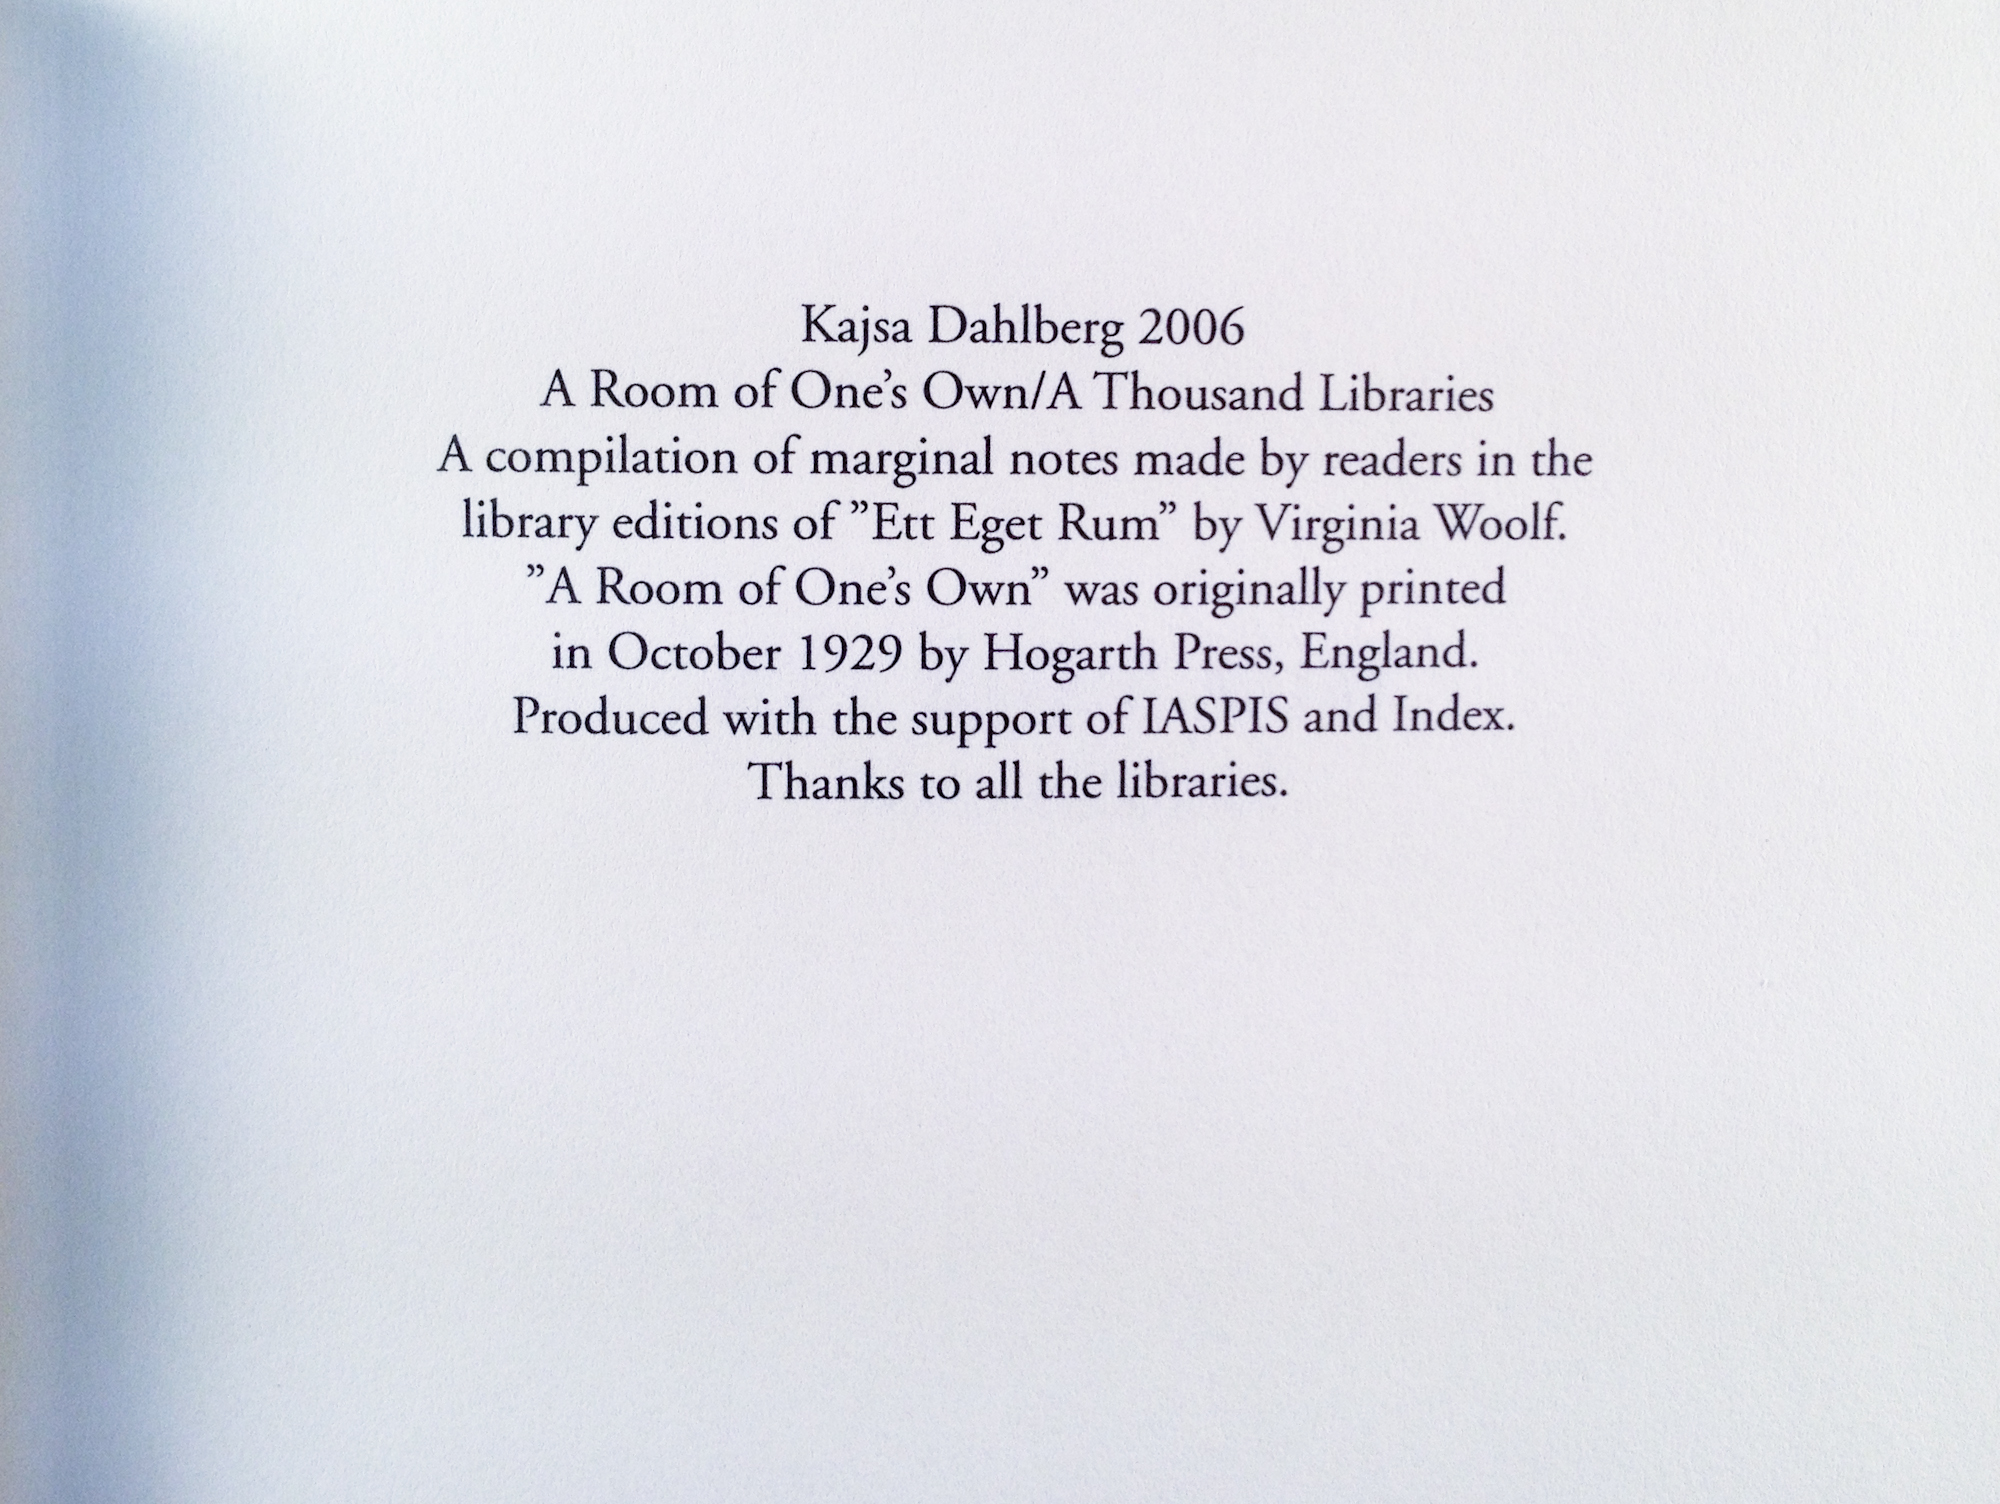 Kajsa Dahlberg 2006
A Room of One’s Own/A Thousand Libraries
A compilation of marginal notes made by readers in the
library editions of ”Ett Eget Rum” by Virginia Woolf.
”A Room of One’s Own” was originally printed
in October 1929 by Hogarth Press, England.
Produced with the support of IASPIS and Index.
Thanks to all the libraries.